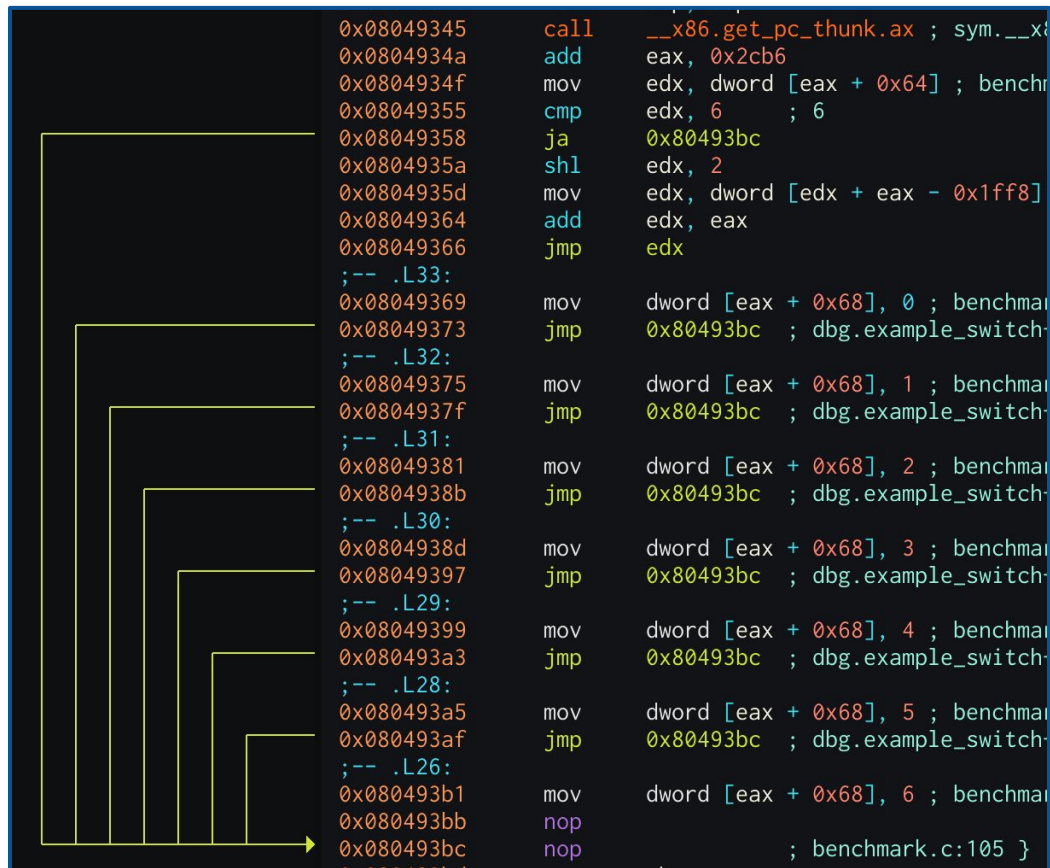 0x08049345 call __x86.get_pc_thunk.ax ; sym.__x8
0x0804934a add eax, 0x2cb6
0x0804934f mov edx, dword [eax + 0x64] ; benchm
0x08049355 cmp edx, 6 ; 6
0x08049358 ja 0x80493bc
0x0804935a shl edx, 2
0x0804935d mov edx, dword [edx + eax - 0x1ff8]
0x08049364 add edx, eax
0x08049366 jmp edx
;-- .L33:
0x08049369 mov dword [eax + 0x68], 0 ; benchmar
0x08049373 jmp 0x80493bc ; dbg.example_switch+
;-- .L32:
0x08049375 mov dword [eax + 0x68], 1 ; benchmar
0x0804937f jmp 0x80493bc ; dbg.example_switch+
;-- .L31:
0x08049381 mov dword [eax + 0x68], 2 ; benchmar
0x0804938b jmp 0x80493bc ; dbg.example_switch+
;-- .L30:
0x0804938d mov dword [eax + 0x68], 3 ; benchmar
0x08049397 jmp 0x80493bc ; dbg.example_switch+
;-- .L29:
0x08049399 mov dword [eax + 0x68], 4 ; benchmar
0x080493a3 jmp 0x80493bc ; dbg.example_switch+
;-- .L28:
0x080493a5 mov dword [eax + 0x68], 5 ; benchmar
0x080493af jmp 0x80493bc ; dbg.example_switch+
;-- .L26:
0x080493b1 mov dword [eax + 0x68], 6 ; benchmar
0x080493bb nop
0x080493bc nop ; benchmark.c:105 }